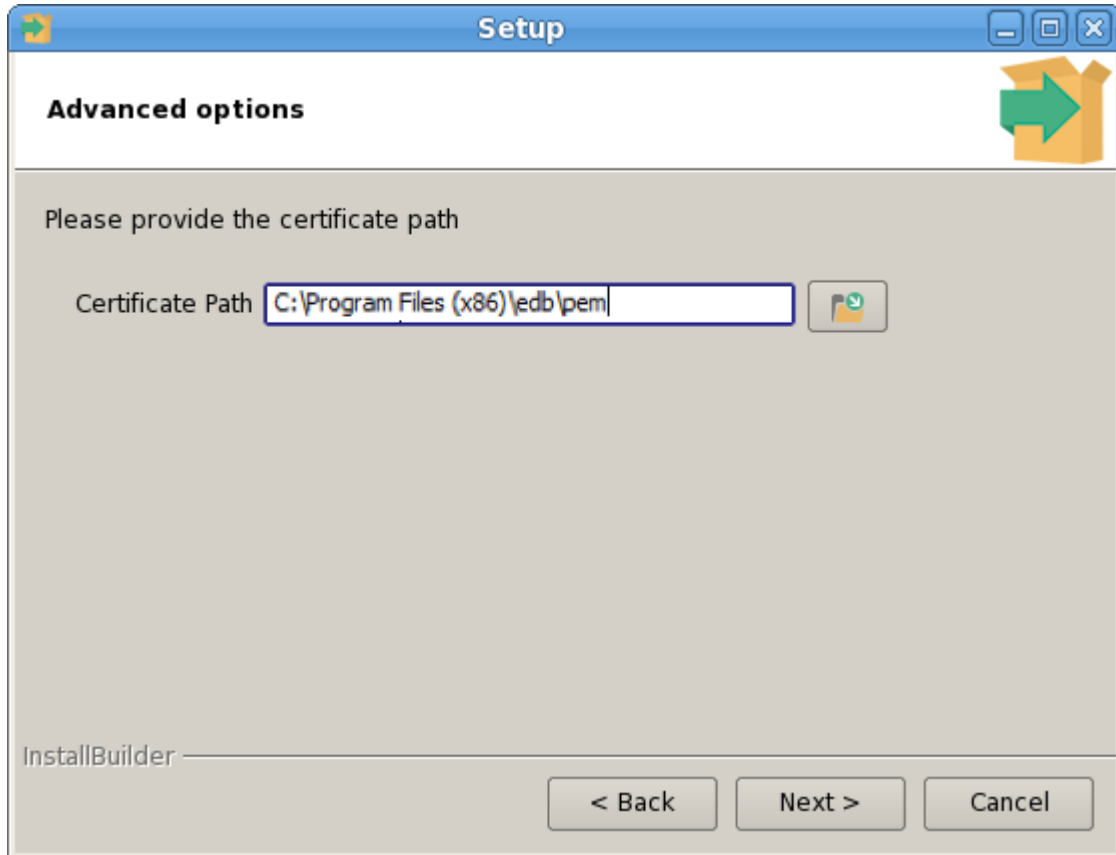 Setup
Advanced options
Please provide the certificate path
Certificate Path C:\Program Files (x86)\edb\pem
InstallBuilder
< Back Next > Cancel